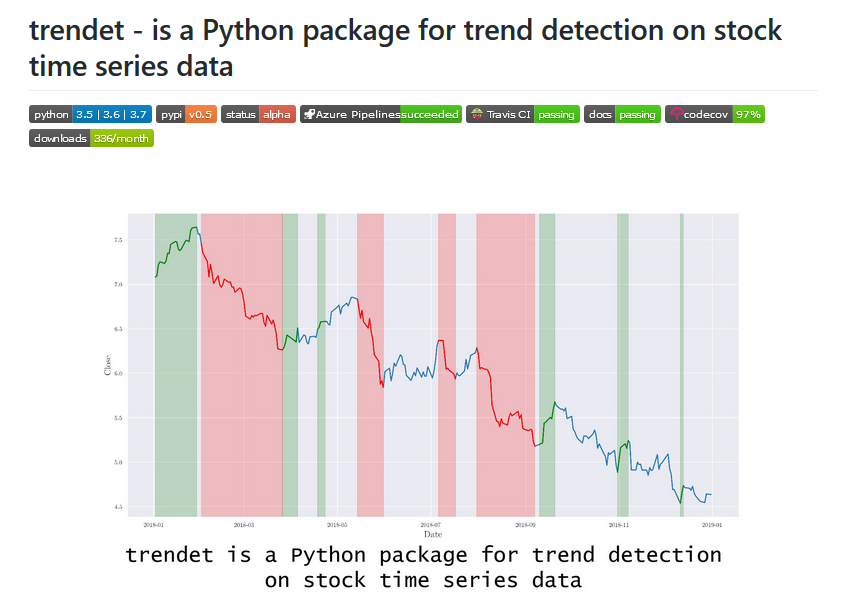 trendet - is a Python package for trend detection on stock
time series data
python 3.5 | 3.6 | 3.7 pypi v0.5 status alpha Azure Pipelines succeeded Travis CI passing docs passing codecov 97%
downloads 336/month
7.5
7.0
6.5
6.0
5.5
5.0
4.5
Close
2018-01 2018-03 2018-05 2018-07 2018-09 2018-11 2019-01
Date
trendet is a Python package for trend detection
on stock time series data